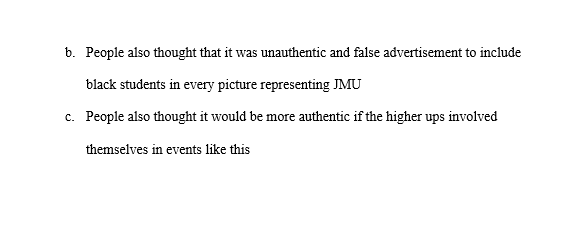 b. People also thought that it was unauthentic and false advertisement to include
black students in every picture representing JMU
c. People also thought it would be more authentic if the higher ups involved
themselves in events like this